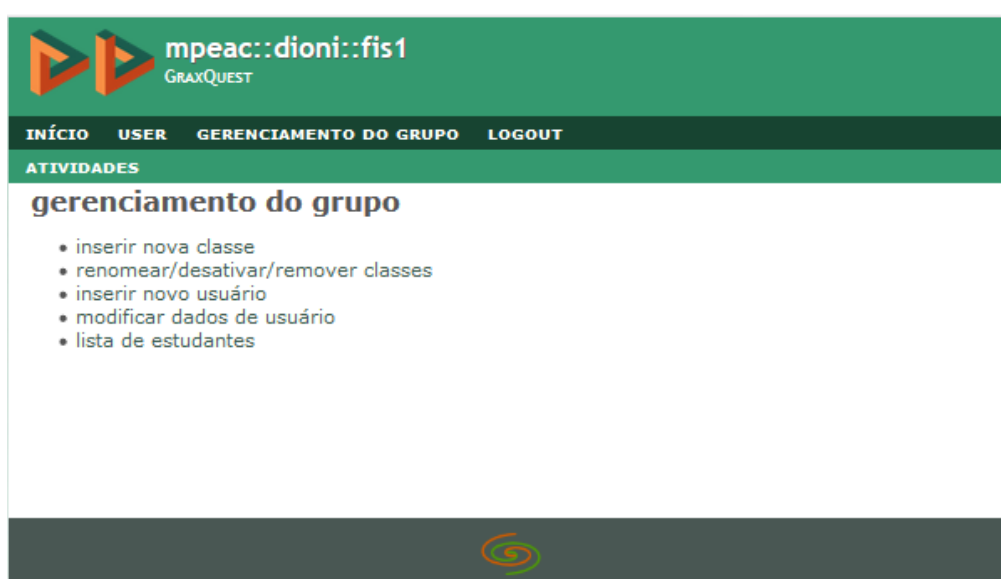 mpeac::dioni::fis1
GRAXQUEST
INÍCIO USER GERENCIAMENTO DO GRUPO LOGOUT
ATIVIDADES
gerenciamento do grupo
• inserir nova classe
• renomear/desativar/remover classes
• inserir novo usuário
• modificar dados de usuário
• lista de estudantes